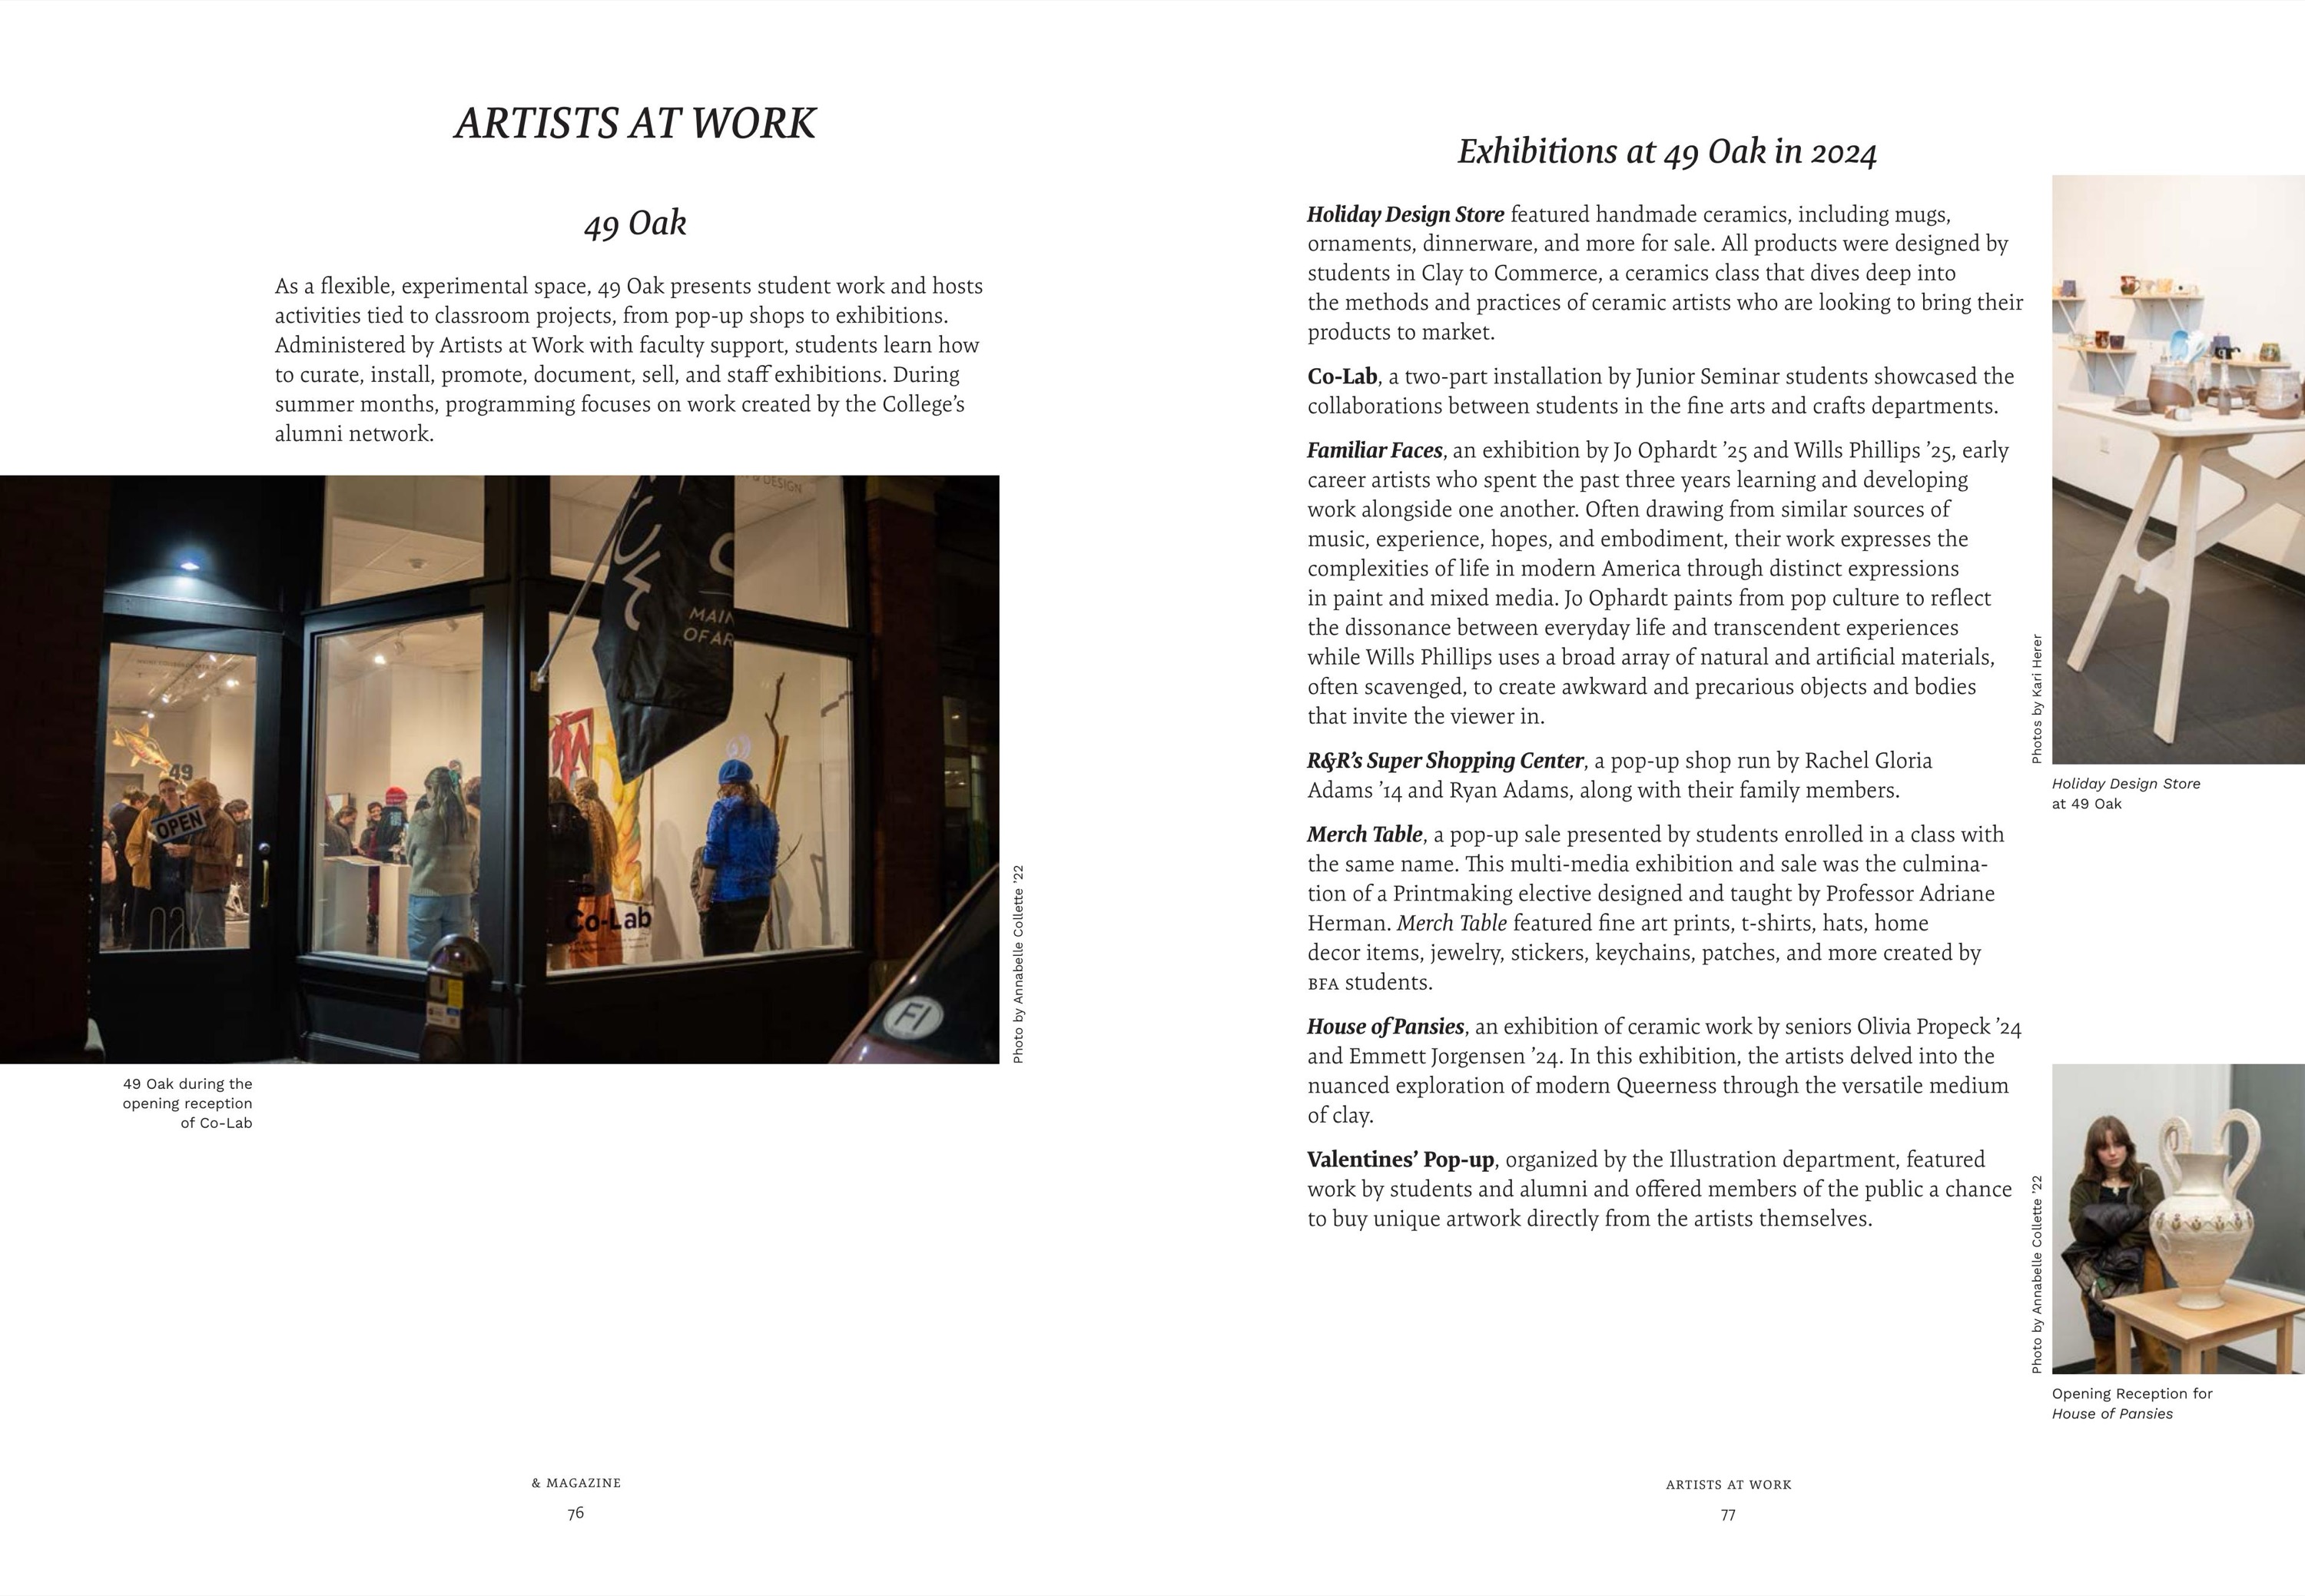 ARTISTS AT WORK
49 Oak
As a flexible, experimental space, 49 Oak presents student work and hosts
activities tied to classroom projects, from pop-up shops to exhibitions.
Administered by Artists at Work with faculty support, students learn how
to curate, install, promote, document, sell, and staff exhibitions. During
summer months, programming focuses on work created by the College’s
alumni network.
& DESIGN
MAIN
OF AR
49
OPEN
Oak
Co-Lab
FI
Photo by Annabelle Collette ’22
49 Oak during the
opening reception
of Co-Lab
& MAGAZINE
76
Exhibitions at 49 Oak in 2024
Holiday Design Store featured handmade ceramics, including mugs,
ornaments, dinnerware, and more for sale. All products were designed by
students in Clay to Commerce, a ceramics class that dives deep into
the methods and practices of ceramic artists who are looking to bring their
products to market.
Co-Lab, a two-part installation by Junior Seminar students showcased the
collaborations between students in the fine arts and crafts departments.
Familiar Faces, an exhibition by Jo Ophardt ’25 and Wills Phillips ’25, early
career artists who spent the past three years learning and developing
work alongside one another. Often drawing from similar sources of
music, experience, hopes, and embodiment, their work expresses the
complexities of life in modern America through distinct expressions
in paint and mixed media. Jo Ophardt paints from pop culture to reflect
the dissonance between everyday life and transcendent experiences
while Wills Phillips uses a broad array of natural and artificial materials,
often scavenged, to create awkward and precarious objects and bodies
that invite the viewer in.
R&R’s Super Shopping Center, a pop-up shop run by Rachel Gloria
Adams ’14 and Ryan Adams, along with their family members.
Merch Table, a pop-up sale presented by students enrolled in a class with
the same name. This multi-media exhibition and sale was the culmina-
tion of a Printmaking elective designed and taught by Professor Adriane
Herman. Merch Table featured fine art prints, t-shirts, hats, home
decor items, jewelry, stickers, keychains, patches, and more created by
BFA students.
House of Pansies, an exhibition of ceramic work by seniors Olivia Propeck ’24
and Emmett Jorgensen ’24. In this exhibition, the artists delved into the
nuanced exploration of modern Queerness through the versatile medium
of clay.
Valentines’ Pop-up, organized by the Illustration department, featured
work by students and alumni and offered members of the public a chance
to buy unique artwork directly from the artists themselves.
Photos by Kari Herer
Holiday Design Store
at 49 Oak
Photo by Annabelle Collette ’22
Opening Reception for
House of Pansies
ARTISTS AT WORK
77